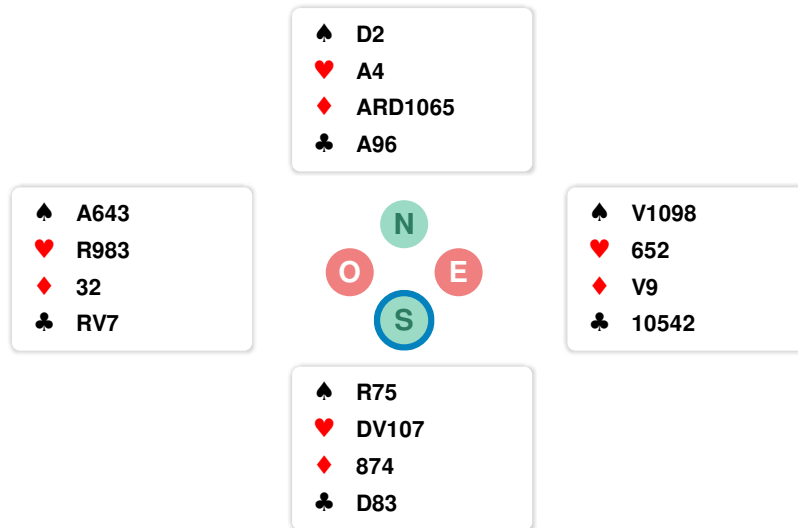 ♠ D2
♥ A4
♦ ARD1065
♣ A96
♠ A643
♥ R983
♦ 32
♣ RV7
N
O E
S
♠ V1098
♥ 652
♦ V9
♣ 10542
♠ R75
♥ DV107
♦ 874
♣ D83